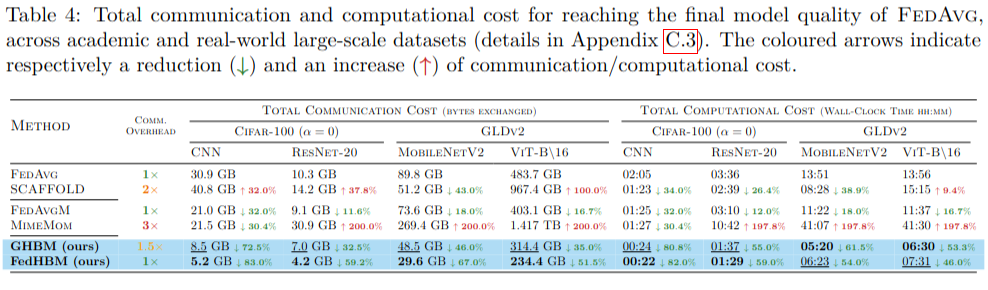 Table 4: Total communication and computational cost for reaching the final model quality of FEDAVG,
across academic and real-world large-scale datasets (details in Appendix C.3). The coloured arrows indicate
respectively a reduction (↓) and an increase (↑) of communication/computational cost.
METHOD COMM. OVERHEAD TOTAL COMMUNICATION COST (BYTES EXCHANGED) TOTAL COMPUTATIONAL COST (WALL-CLOCK TIME HH:MM)
CIFAR-100 (α = 0) GLDV2 CIFAR-100 (α = 0) GLDV2
CNN RESNET-20 MOBILENETV2 VIT-B\16 CNN RESNET-20 MOBILENETV2 VIT-B\16
FEDAVG 1× 30.9 GB 10.3 GB 89.8 GB 483.7 GB 02:05 03:36 13:51 13:56
SCAFFOLD 2× 40.8 GB ↑ 32.0% 14.2 GB ↑ 37.8% 51.2 GB ↓ 43.0% 967.4 GB ↑ 100.0% 01:23 ↓ 34.0% 02:39 ↓ 26.4% 08:28 ↓ 38.9% 15:15 ↑ 9.4%
FEDAVGM 1× 21.0 GB ↓ 32.0% 9.1 GB ↓ 11.6% 73.6 GB ↓ 18.0% 403.1 GB ↓ 16.7% 01:25 ↓ 32.0% 03:10 ↓ 12.0% 11:22 ↓ 18.0% 11:37 ↓ 16.7%
MIMEMOM 3× 21.5 GB ↓ 30.4% 30.9 GB ↑ 200.0% 269.4 GB ↑ 200.0% 1.417 TB ↑ 200.0% 01:27 ↓ 30.4% 10:42 ↑ 197.8% 41:07 ↑ 197.8% 41:30 ↑ 197.8%
GHBM (ours) 1.5× 8.5 GB ↓ 72.5% 7.0 GB ↓ 32.5% 48.5 GB ↓ 46.0% 314.4 GB ↓ 35.0% 00:24 ↓ 80.8% 01:37 ↓ 55.0% 05:20 ↓ 61.5% 06:30 ↓ 53.3%
FedHBM (ours) 1× 5.2 GB ↓ 83.0% 4.2 GB ↓ 59.2% 29.6 GB ↓ 67.0% 234.4 GB ↓ 51.5% 00:22 ↓ 82.0% 01:29 ↓ 59.0% 06:23 ↓ 54.0% 07:31 ↓ 46.0%